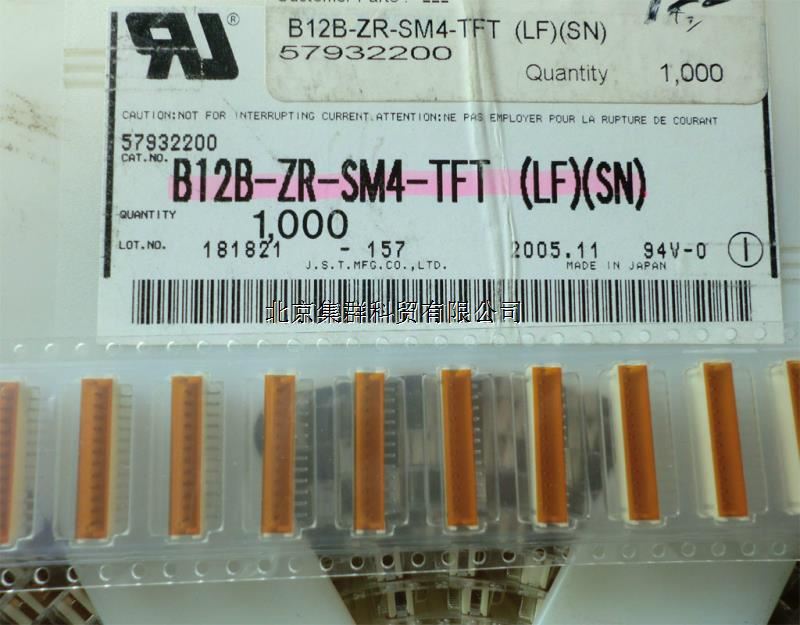 Customer Parts :
B12B-ZR-SM4-TFT (LF)(SN)
57932200
Quantity 1,000
CAUTION:NOT FOR INTERRUPTING CURRENT.ATTENTION:NE PAS EMPLOYER POUR LA RUPTURE DE COURANT
57932200
CAT.NO. B12B-ZR-SM4-TFT (LF)(SN)
QUANTITY 1,000
LOT.NO. 181821 - 157 2005.11 94V-0 1
J.S.T.MFG.CO.,LTD. MADE IN JAPAN
北京集群科贸有限公司